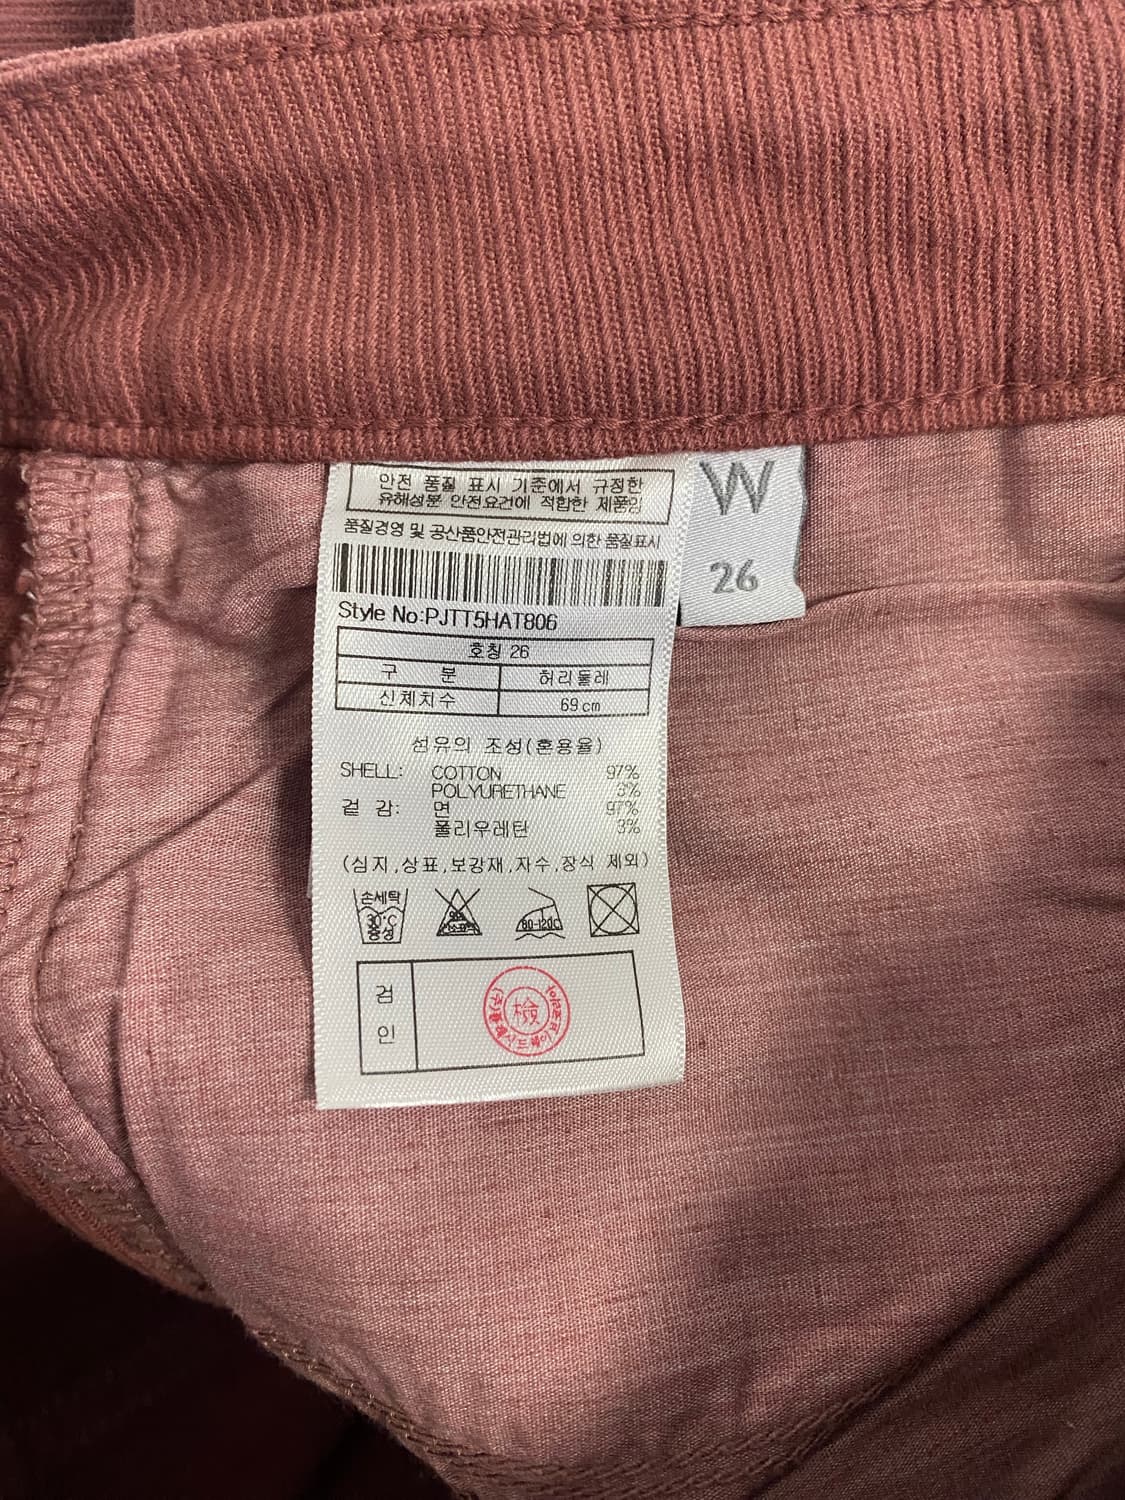 안전 품질 표시 기준에서 규정한
유해성분 안전요건에 적합한 제품임
품질경영 및 공산품안전관리법에 의한 품질표시
Style No:PJTT5HAT806
호칭 26
구 분 허리둘레
신체치수 69cm
섬유의 조성(혼용율)
SHELL: COTTON 97%
POLYURETHANE 3%
겉 감: 면 97%
폴리우레탄 3%
(심지,상표,보강재,자수,장식 제외)
손세탁
30°C
중성
80-120C
검
인
檢
W
26